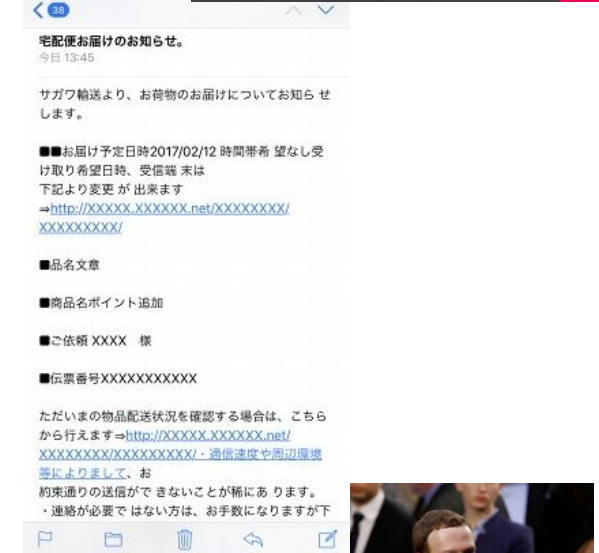 38
宅配便お届けのお知らせ。
今日 13:45
サガワ輸送より、お荷物のお届けについてお知ら せ
します。
■■お届け予定日時2017/02/12 時間帯希 望なし受
け取り希望日時、受信端 末は
下記より変更 が 出来ます
⇒http://XXXXX.XXXXXX.net/XXXXXXXX/
XXXXXXXXX/
■品名文章
■商品名ポイント追加
■ご依頼 XXXX　様
■伝票番号XXXXXXXXXXX
ただいまの物品配送状況を確認する場合は、こちら
から行えます⇒http://XXXXX.XXXXXX.net/
XXXXXXXX/XXXXXXXXX/・通信速度や周辺環境
等によりまして、お
約束通りの送信がで きないことが稀にあ ります。
・連絡が必要で はない方は、お手数になりますが下